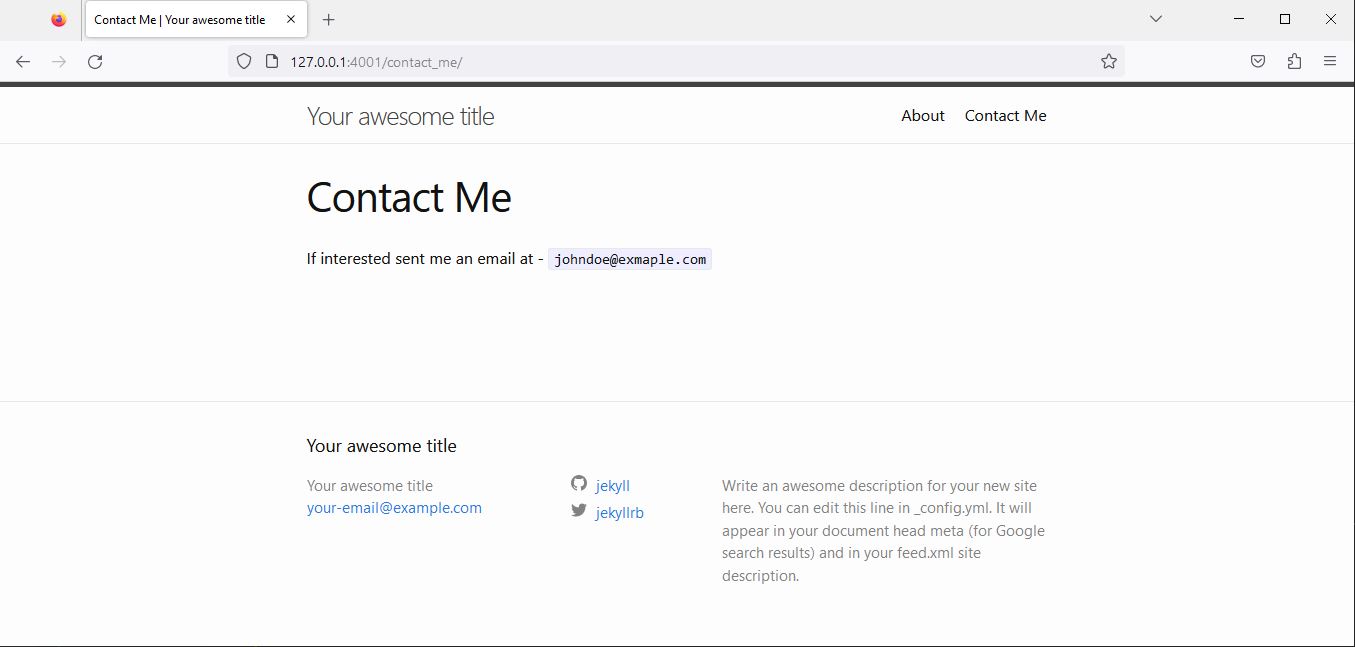 Contact Me | Your awesome title
127.0.0.1:4001/contact_me/
Your awesome title
About
Contact Me
Contact Me
If interested sent me an email at - johndoe@exmaple.com
Your awesome title
Your awesome title
your-email@example.com
jekyll
jekyllrb
Write an awesome description for your new site
here. You can edit this line in _config.yml. It will
appear in your document head meta (for Google
search results) and in your feed.xml site
description.